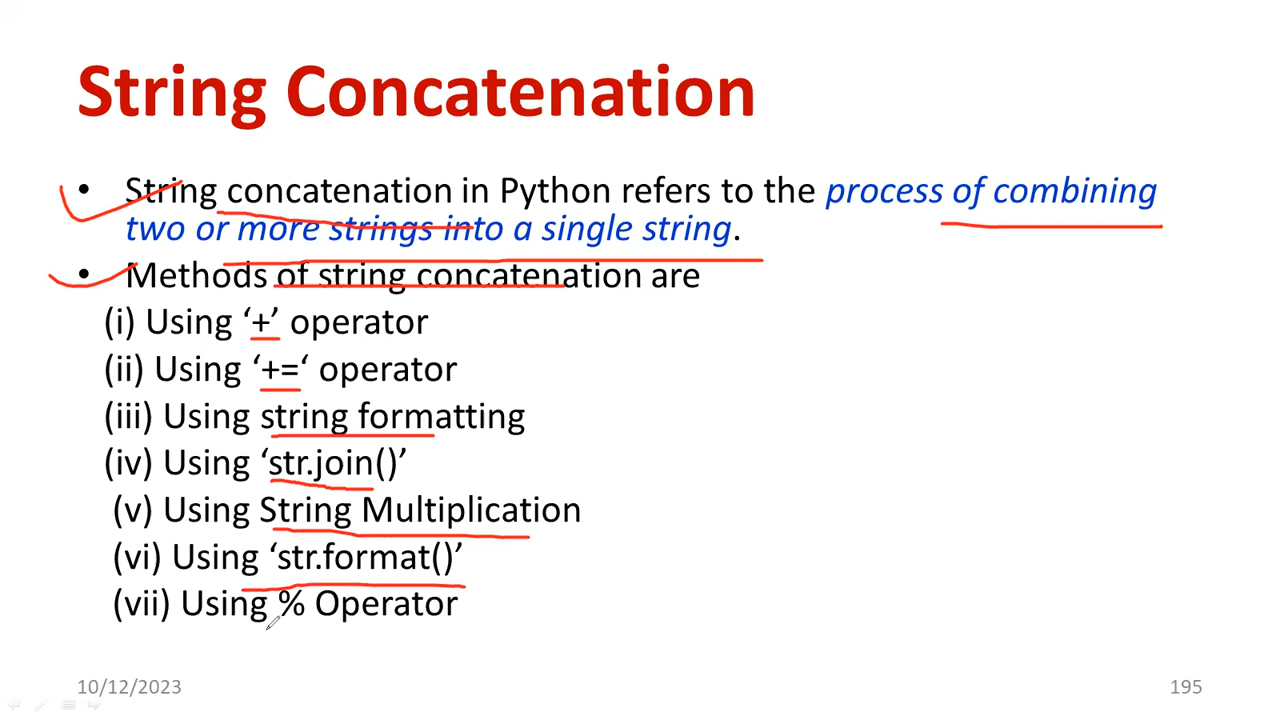 String Concatenation
• String concatenation in Python refers to the process of combining
two or more strings into a single string.
• Methods of string concatenation are
(i) Using ‘+’ operator
(ii) Using ‘+=‘ operator
(iii) Using string formatting
(iv) Using ‘str.join()’
(v) Using String Multiplication
(vi) Using ‘str.format()’
(vii) Using % Operator
10/12/2023
195